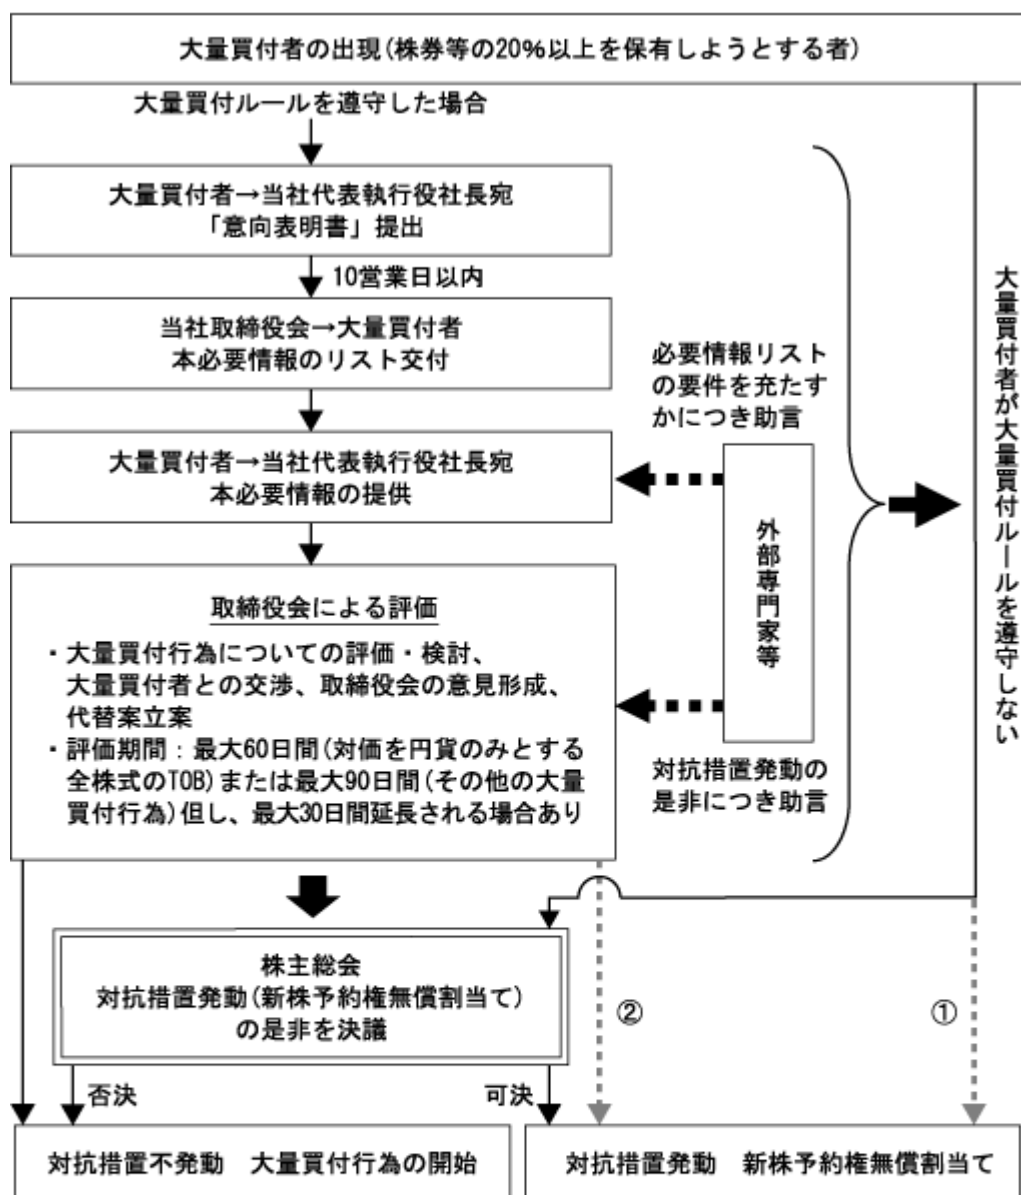 大量買付者の出現(株券等の20%以上を保有しようとする者)
大量買付ルールを遵守した場合
大量買付者→当社代表執行役社長宛
「意向表明書」提出
10営業日以内
当社取締役会→大量買付者
本必要情報のリスト交付
大量買付者→当社代表執行役社長宛
本必要情報の提供
取締役会による評価
・大量買付行為についての評価・検討、
大量買付者との交渉、取締役会の意見形成、
代替案立案
・評価期間：最大60日間(対価を円貨のみとする
全株式のTOB)または最大90日間(その他の大量
買付行為)但し、最大30日間延長される場合あり
必要情報リスト
の要件を充たす
かにつき助言
外部専門家等
対抗措置発動の
是非につき助言
大量買付者が大量買付ルールを遵守しない
株主総会
対抗措置発動(新株予約権無償割当て)
の是非を決議
②
①
否決
可決
対抗措置不発動　大量買付行為の開始
対抗措置発動　新株予約権無償割当て